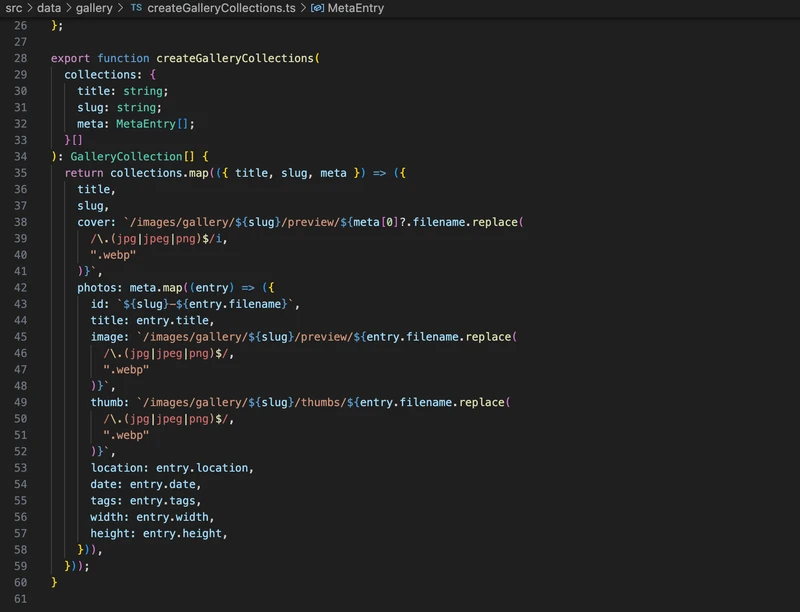 src > data > gallery > TS createGalleryCollections.ts > MetaEntry
26 };
27
28 export function createGalleryCollections(
29   collections: {
30     title: string;
31     slug: string;
32     meta: MetaEntry[];
33   }[]
34 ): GalleryCollection[] {
35   return collections.map(({ title, slug, meta }) => ({
36     title,
37     slug,
38     cover: `/images/gallery/${slug}/preview/${meta[0]?.filename.replace(
39       /\.(jpg|jpeg|png)$/i,
40       ".webp"
41     )}`,
42     photos: meta.map((entry) => ({
43       id: `${slug}-${entry.filename}`,
44       title: entry.title,
45       image: `/images/gallery/${slug}/preview/${entry.filename.replace(
46         /\.(jpg|jpeg|png)$/,
47         ".webp"
48       )}`,
49       thumb: `/images/gallery/${slug}/thumbs/${entry.filename.replace(
50         /\.(jpg|jpeg|png)$/,
51         ".webp"
52       )}`,
53       location: entry.location,
54       date: entry.date,
55       tags: entry.tags,
56       width: entry.width,
57       height: entry.height,
58     })),
59   }));
60 }
61